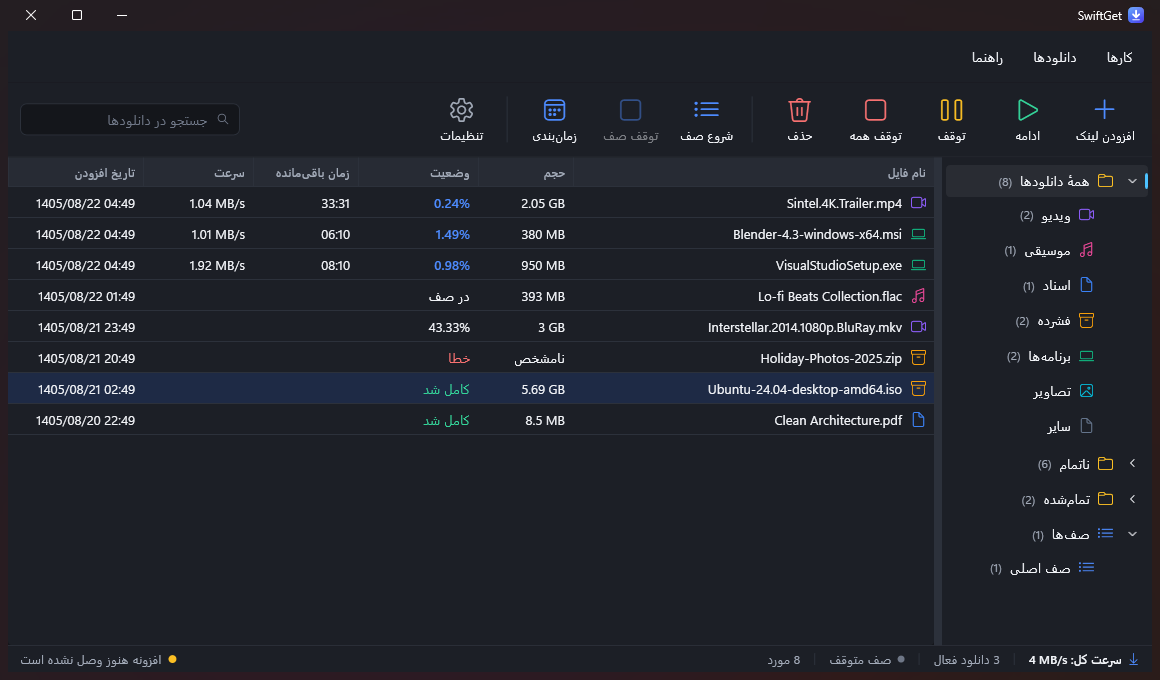 SwiftGet
کارها دانلودها راهنما
افزودن لینک ادامه توقف توقف همه حذف شروع صف توقف صف زمان‌بندی تنظیمات
جستجو در دانلودها
همهٔ دانلودها (8)
ویدیو (2)
موسیقی (1)
اسناد (1)
فشرده (2)
برنامه‌ها (2)
تصاویر
سایر
ناتمام (6)
تمام‌شده (2)
صف‌ها (1)
صف اصلی (1)
نام فایل حجم وضعیت زمان باقی‌مانده سرعت تاریخ افزودن
Sintel.4K.Trailer.mp4 2.05 GB 0.24% 33:31 1.04 MB/s 1405/08/22 04:49
Blender-4.3-windows-x64.msi 380 MB 1.49% 06:10 1.01 MB/s 1405/08/22 04:49
VisualStudioSetup.exe 950 MB 0.98% 08:10 1.92 MB/s 1405/08/22 04:49
Lo-fi Beats Collection.flac 393 MB در صف 1405/08/22 01:49
Interstellar.2014.1080p.BluRay.mkv 3 GB 43.33% 1405/08/21 23:49
Holiday-Photos-2025.zip نامشخص خطا 1405/08/21 20:49
Ubuntu-24.04-desktop-amd64.iso 5.69 GB کامل شد 1405/08/21 02:49
Clean Architecture.pdf 8.5 MB کامل شد 1405/08/20 22:49
سرعت کل: 4 MB/s 3 دانلود فعال صف متوقف 8 مورد افزونه هنوز وصل نشده است